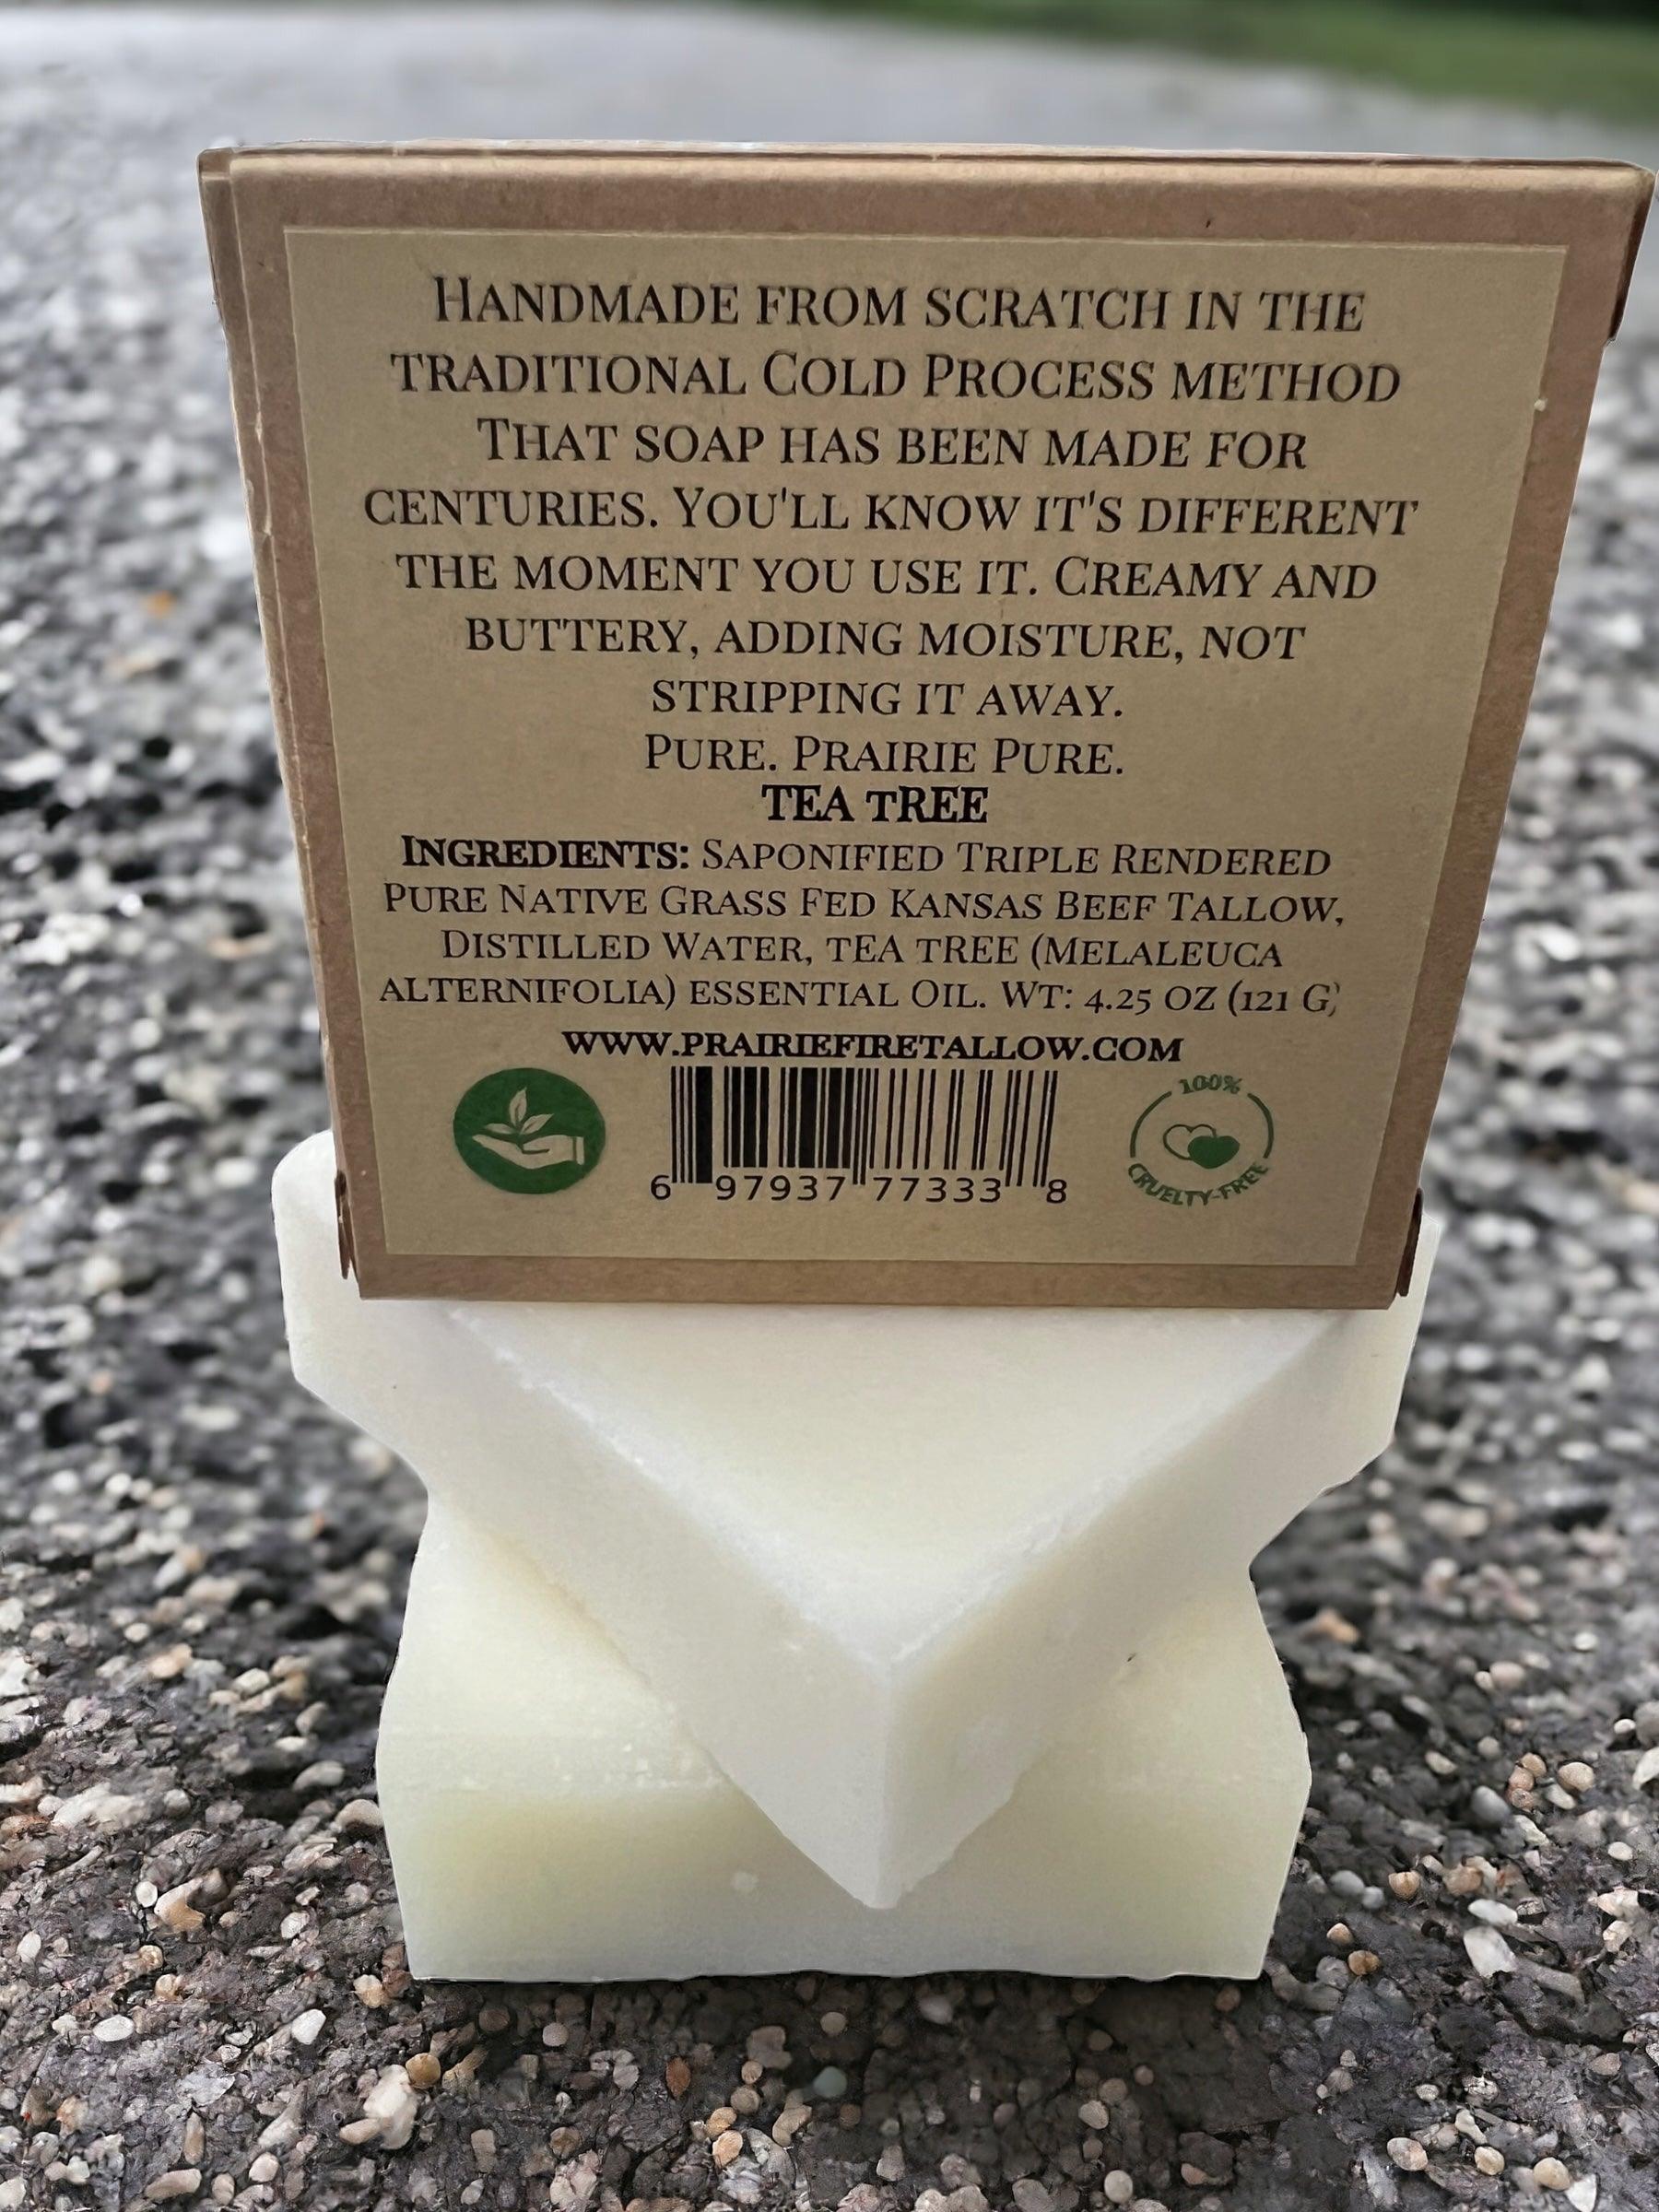 HANDMADE FROM SCRATCH IN THE
TRADITIONAL COLD PROCESS METHOD
THAT SOAP HAS BEEN MADE FOR
CENTURIES. YOU'LL KNOW IT'S DIFFERENT
THE MOMENT YOU USE IT. CREAMY AND
BUTTERY, ADDING MOISTURE, NOT
STRIPPING IT AWAY.
PURE. PRAIRIE PURE.
TEA TREE
INGREDIENTS: SAPONIFIED TRIPLE RENDERED
PURE NATIVE GRASS FED KANSAS BEEF TALLOW,
DISTILLED WATER, TEA TREE (MELALEUCA
ALTERNIFOLIA) ESSENTIAL OIL. WT: 4.25 OZ (121 G)
WWW.PRAIRIEFIRETALLOW.COM
6 97937 77333 8
100%
CRUELTY-FREE